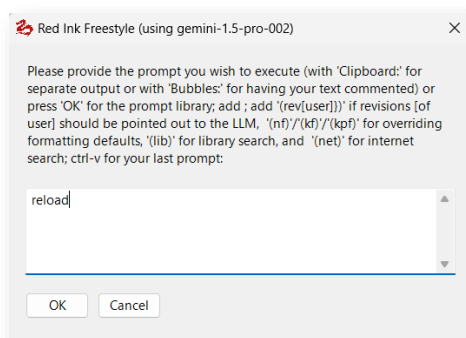 Red Ink Freestyle (using gemini-1.5-pro-002)
Please provide the prompt you wish to execute (with 'Clipboard:' for
separate output or with 'Bubbles:' for having your text commented) or
press 'OK' for the prompt library; add ; add '(rev[user]})' if revisions [of
user] should be pointed out to the LLM,  '(nf)'/'(kf)'/'(kpf)' for overriding
formatting defaults, '(lib)' for library search, and  '(net)' for internet
search; ctrl-v for your last prompt:
reload
OK Cancel